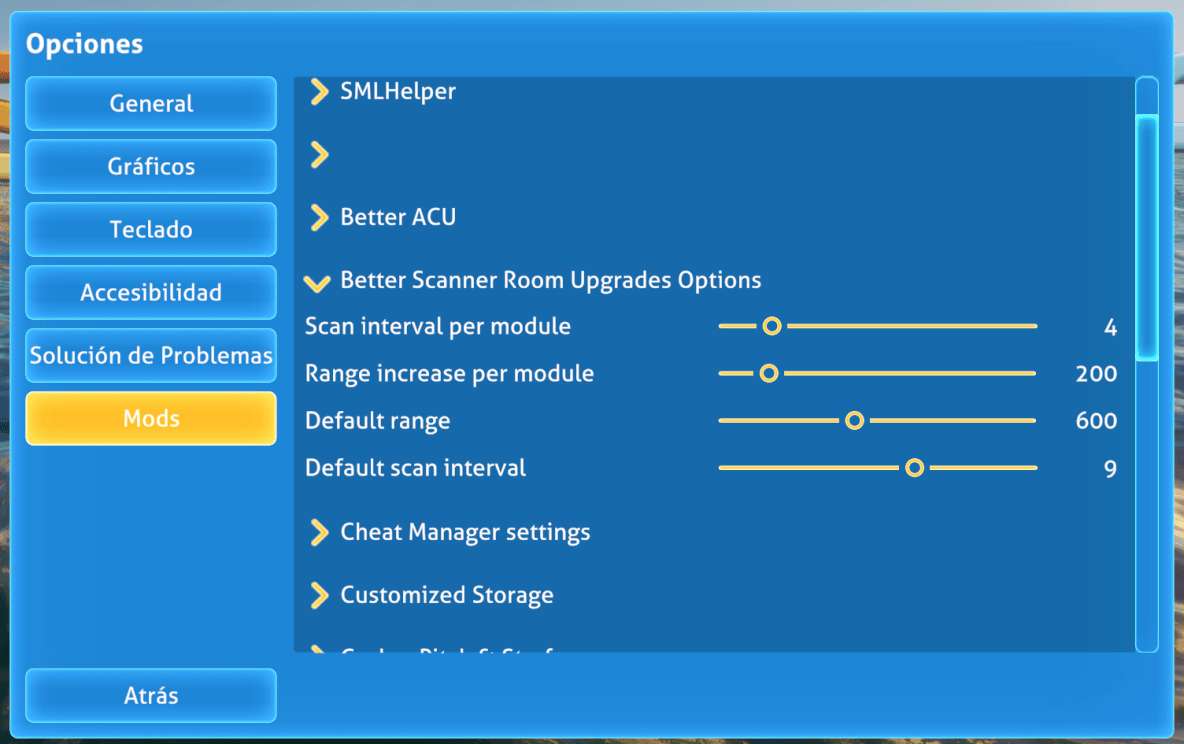 Opciones
General
Gráficos
Teclado
Accesibilidad
Solución de Problemas
Mods
Atrás
SMLHelper
Better ACU
Better Scanner Room Upgrades Options
Scan interval per module 4
Range increase per module 200
Default range 600
Default scan interval 9
Cheat Manager settings
Customized Storage